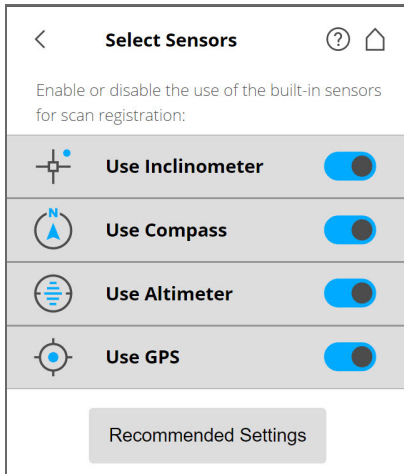 Select Sensors
?
Enable or disable the use of the built-in sensors
for scan registration:
Use Inclinometer
N
Use Compass
Use Altimeter
Use GPS
Recommended Settings